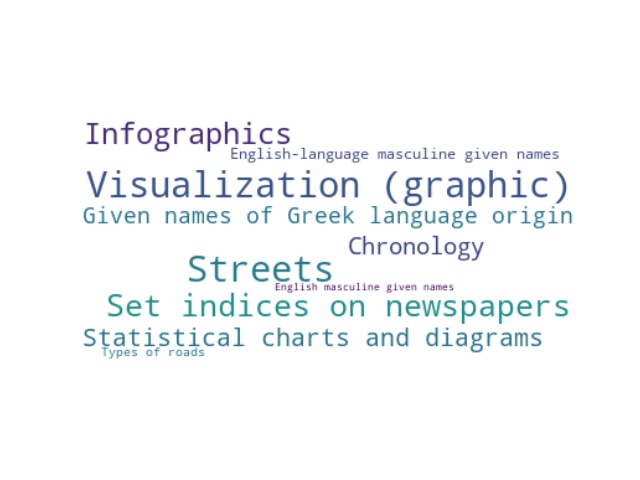 Infographics
English-language masculine given names
Visualization (graphic)
Given names of Greek language origin
Chronology
Streets
English masculine given names
Set indices on newspapers
Statistical charts and diagrams
Types of roads